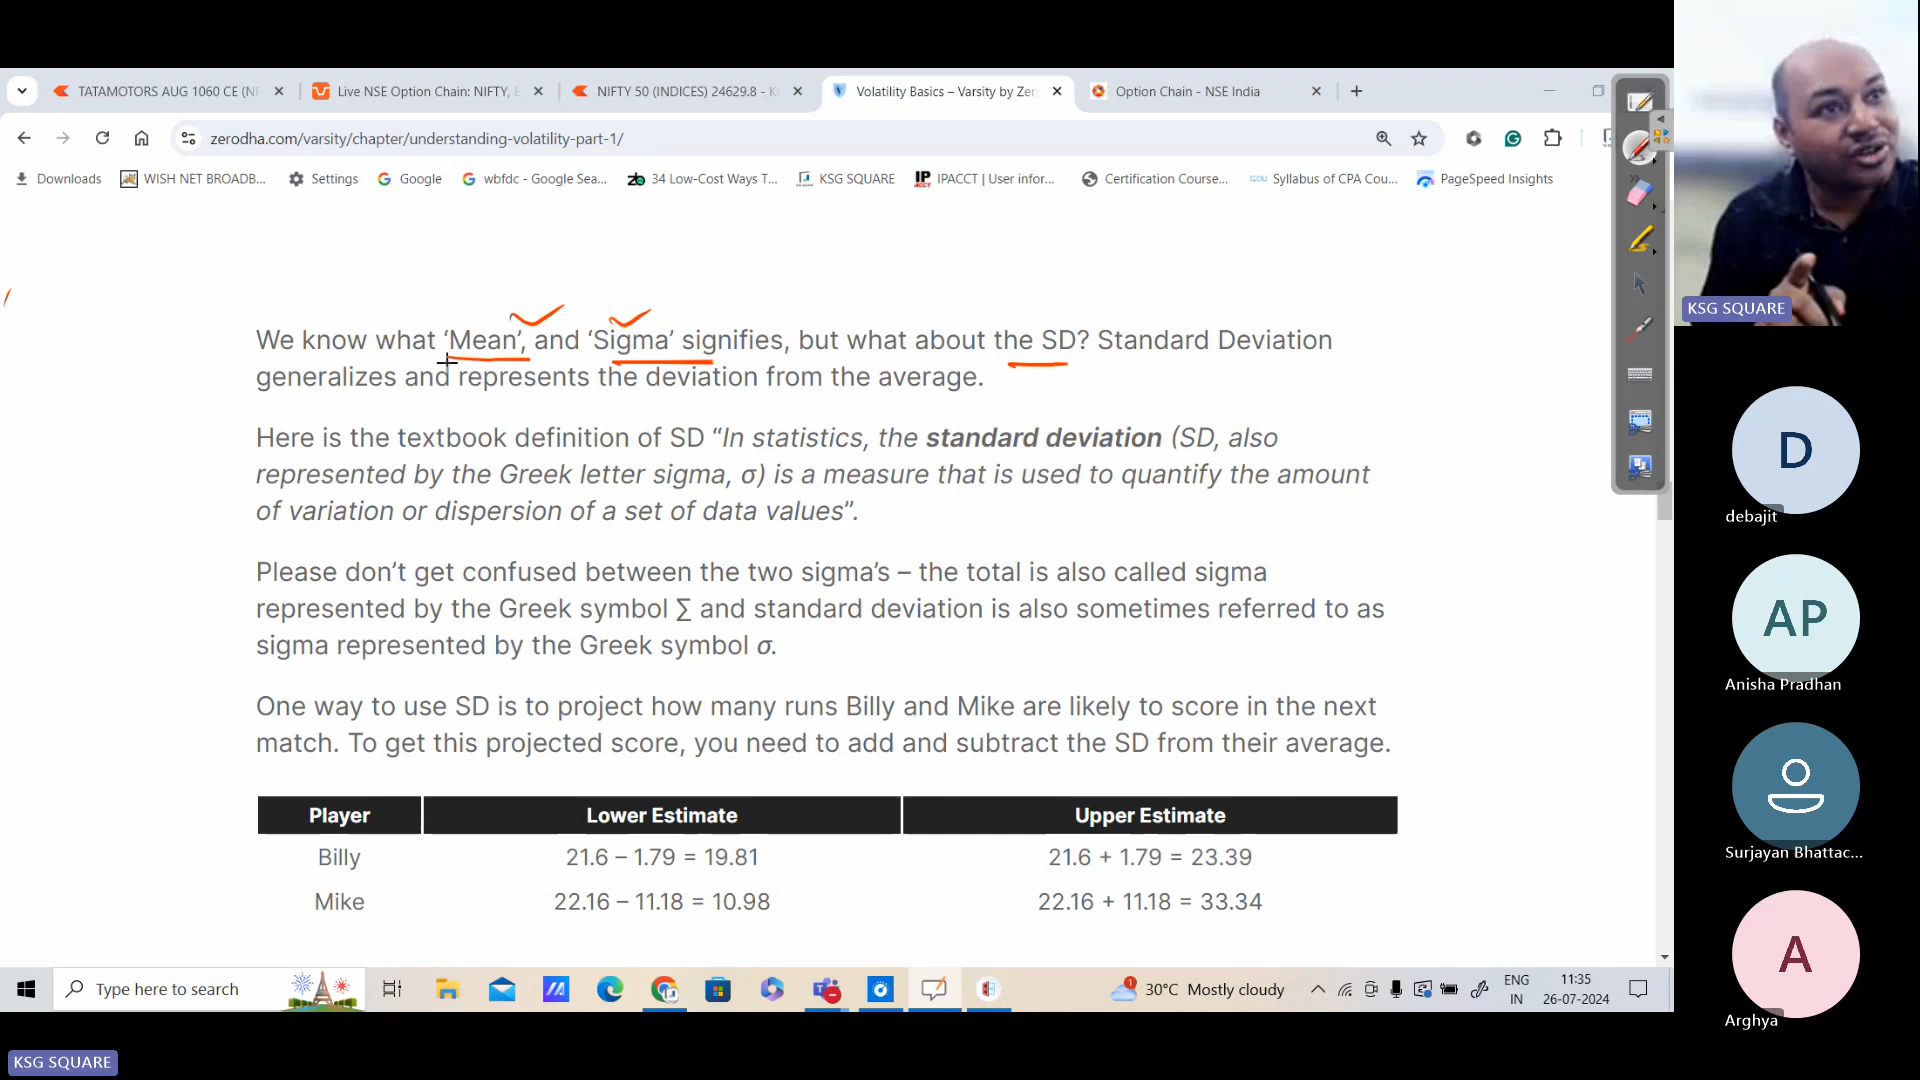 TATAMOTORS AUG 1060 CE (NF
Live NSE Option Chain: NIFTY, B
NIFTY 50 (INDICES) 24629.8 - K
Volatility Basics – Varsity by Zer
Option Chain - NSE India
zerodha.com/varsity/chapter/understanding-volatility-part-1/
Downloads
WISH NET BROADB...
Settings
Google
wbfdc - Google Sea...
34 Low-Cost Ways T...
KSG SQUARE
IPACCT | User infor...
Certification Course...
Syllabus of CPA Cou...
PageSpeed Insights
We know what ‘Mean’, and ‘Sigma’ signifies, but what about the SD? Standard Deviation
generalizes and represents the deviation from the average.
Here is the textbook definition of SD “In statistics, the standard deviation (SD, also
represented by the Greek letter sigma, σ) is a measure that is used to quantify the amount
of variation or dispersion of a set of data values”.
Please don’t get confused between the two sigma’s – the total is also called sigma
represented by the Greek symbol ∑ and standard deviation is also sometimes referred to as
sigma represented by the Greek symbol σ.
One way to use SD is to project how many runs Billy and Mike are likely to score in the next
match. To get this projected score, you need to add and subtract the SD from their average.
Player Lower Estimate Upper Estimate
Billy 21.6 – 1.79 = 19.81 21.6 + 1.79 = 23.39
Mike 22.16 – 11.18 = 10.98 22.16 + 11.18 = 33.34
Type here to search
30°C Mostly cloudy
ENG
IN
11:35
26-07-2024
KSG SQUARE
D
debajit
AP
Anisha Pradhan
Surjayan Bhattac...
A
Arghya
KSG SQUARE